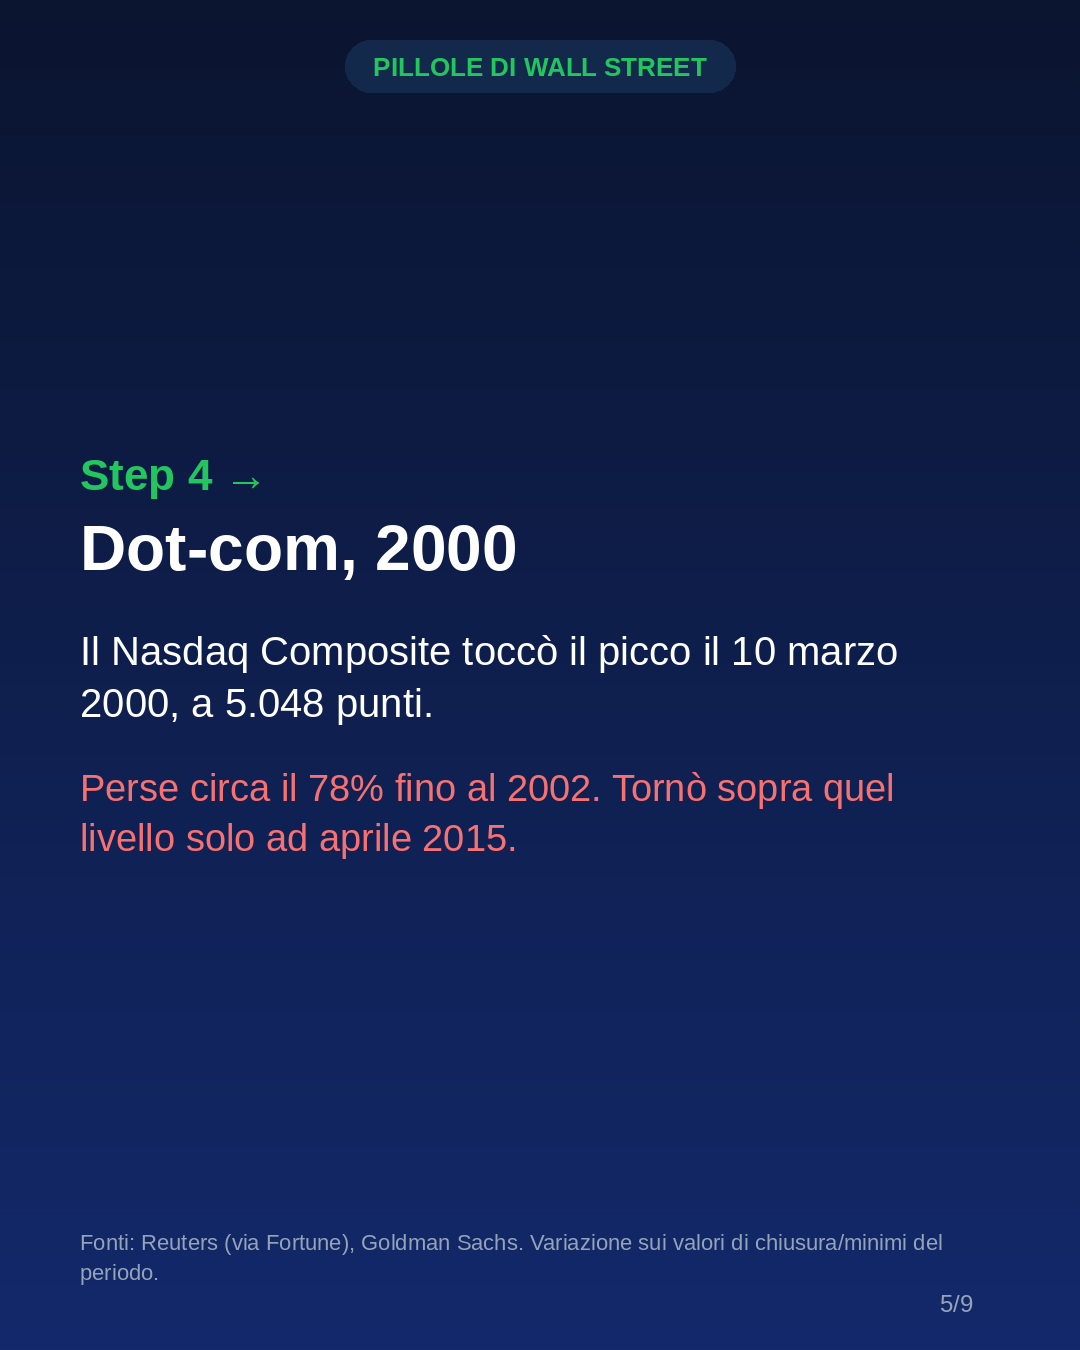 PILLOLE DI WALL STREET
Step 4 →
Dot-com, 2000
Il Nasdaq Composite toccò il picco il 10 marzo
2000, a 5.048 punti.
Perse circa il 78% fino al 2002. Tornò sopra quel
livello solo ad aprile 2015.
Fonti: Reuters (via Fortune), Goldman Sachs. Variazione sui valori di chiusura/minimi del
periodo.
5/9